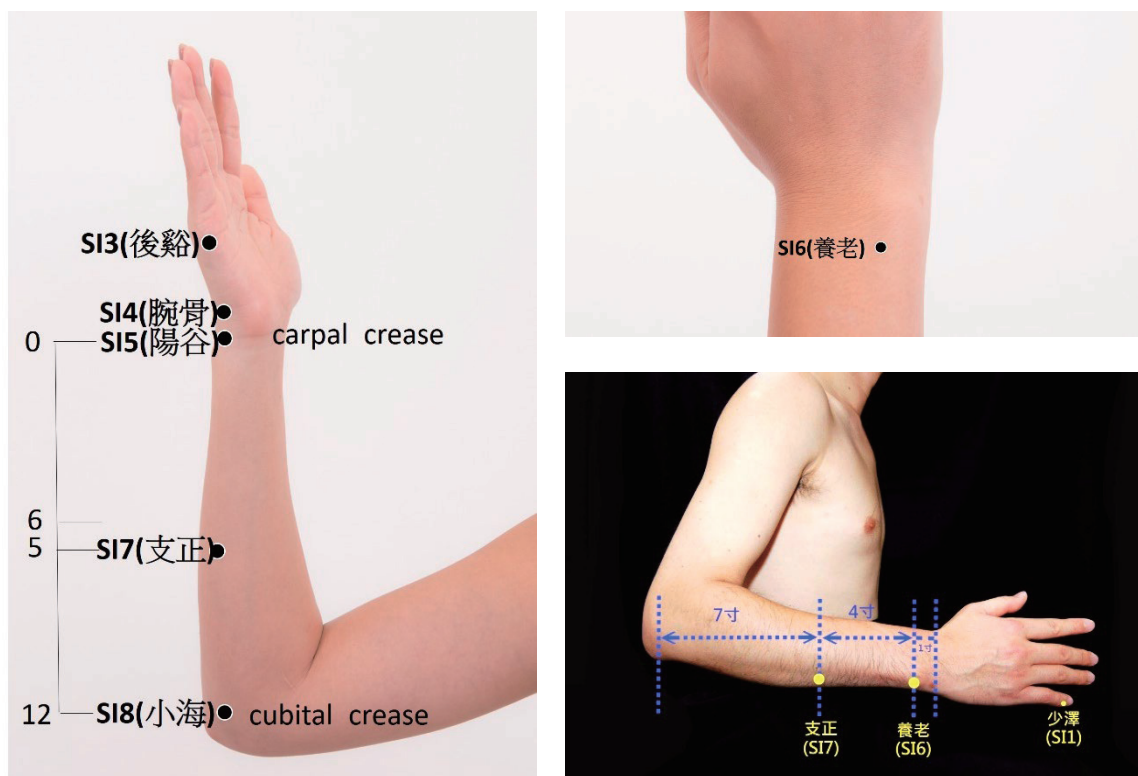 SI3(後谿)
SI4(腕骨)
0
SI5(陽谷)
carpal crease
6
5
SI7(支正)
12
SI8(小海)
cubital crease
SI6(養老)
7寸
4寸
1寸
支正
(SI7)
養老
(SI6)
少澤
(SI1)